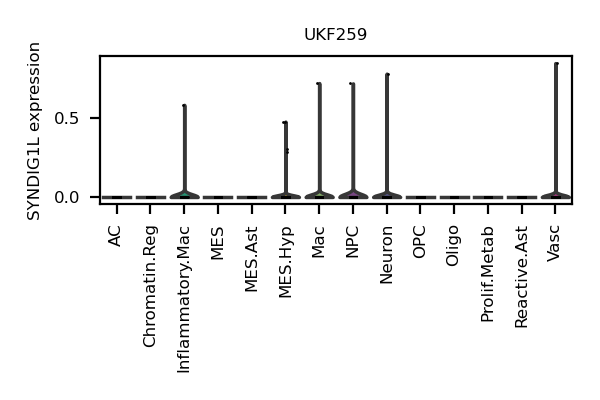 UKF259
SYNDIG1L expression
0.5
0.0
AC
Chromatin.Reg
Inflammatory.Mac
MES
MES.Ast
MES.Hyp
Mac
NPC
Neuron
OPC
Oligo
Prolif.Metab
Reactive.Ast
Vasc